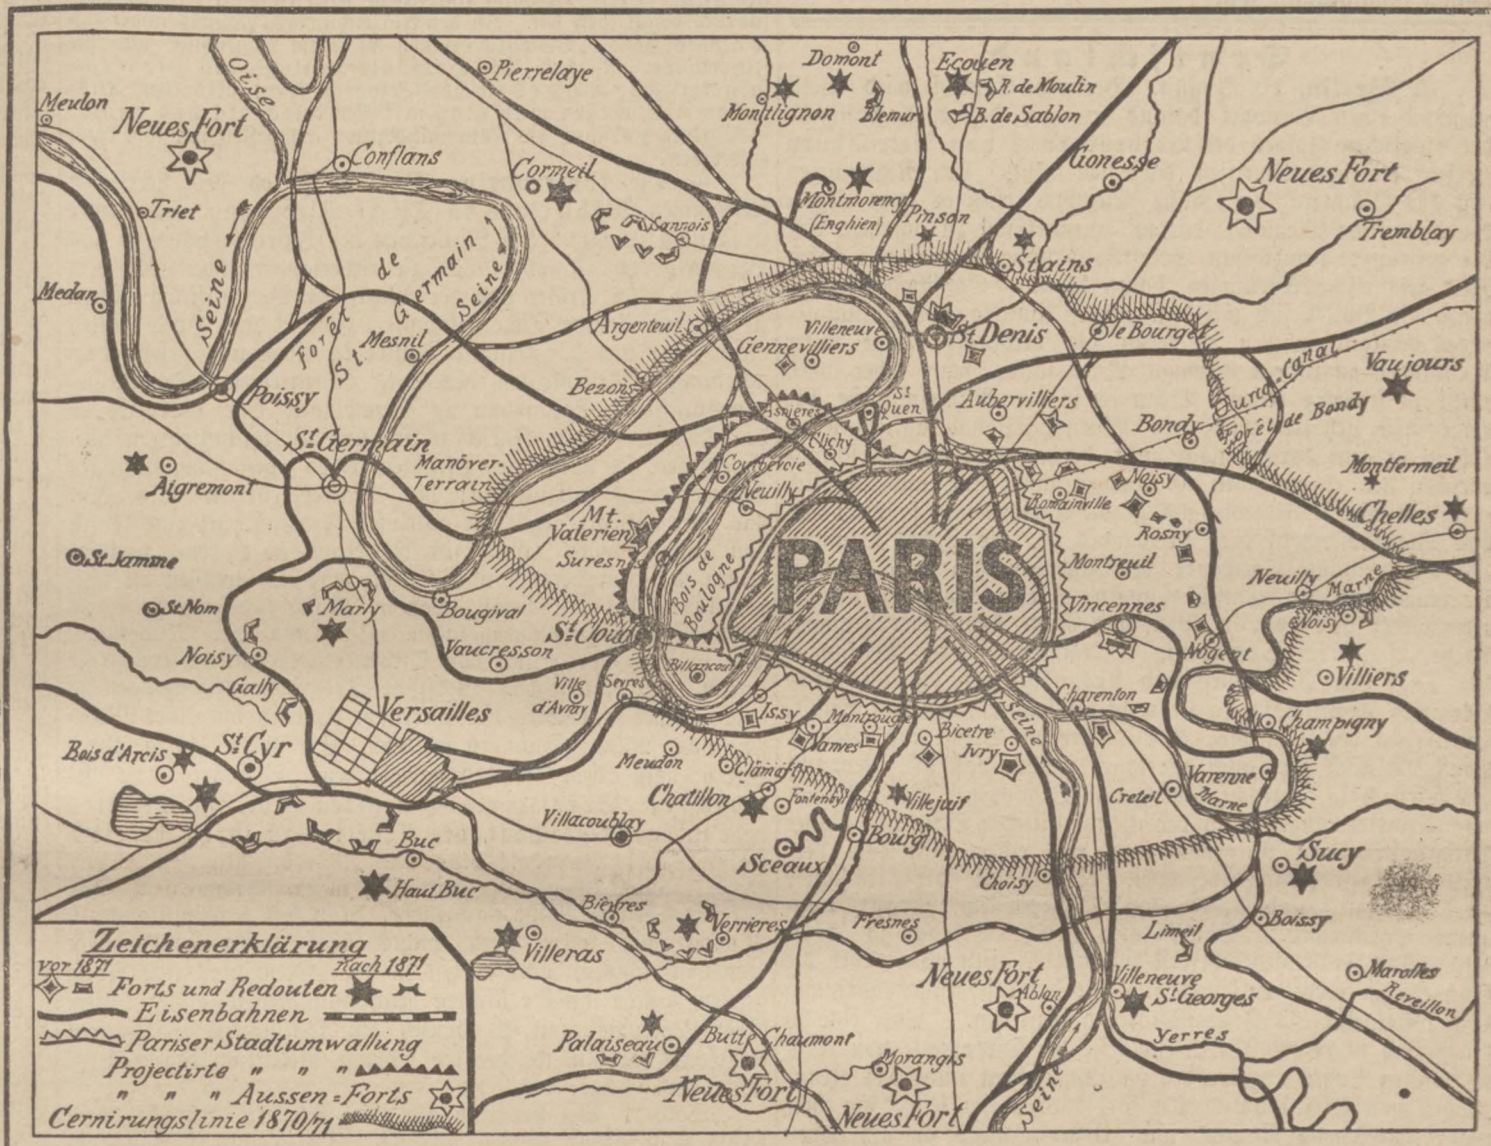 Oise
Pierrelaye
Domont
Ecouen
R. de Moulin
Meulon
Montlignon
Blemur
B. de Sablon
Neues Fort
Conflans
Cormeil
Gonesse
Neues Fort
Triet
Montmorency
(Enghien)
Pinson
Sannois
Tremblay
Stains
Forêt de
St. Germain
Seine
Seine
Medan
Argenteuil
Villeneuve
Gennevilliers
St. Denis
le Bourget
Mesnil
Ourcq-Canal
Vaujours
Poissy
Bezons
Asnieres
St. Ouen
Aubervilliers
Bondy
Forêt de Bondy
St. Germain
Clichy
Manöver-
Terrain
Courbevoie
Aigremont
Neuilly
Romainville
Noisy
Montfermeil
Chelles
Mt.
Valerien
Rosny
Suresnes
PARIS
Bois de
Boulogne
Montreuil
St. Jamme
Neuilly
Marne
St. Nom
Marly
Bougival
Vincennes
Noisy
St. Cloud
Vaucresson
Nogent
Noisy
Billancourt
Villiers
Gally
Ville
d'Avray
Sevres
Charenton
Versailles
Issy
Montrouge
Seine
Champigny
St. Cyr
Vanves
Bicetre
Ivry
Bois d'Arcis
Meudon
Clamart
Varenne
Chatillon
Fontenay
Villejuif
Creteil
Marne
Villacoublay
Buc
Bourg
Sceaux
Sucy
Haut Buc
Choisy
Bievres
Verrieres
Fresnes
Limeil
Boissy
Villeras
Neues Fort
Ablon
Villeneuve
St. Georges
Marolles
Reveillon
Palaiseau
Butte Chaumont
Yerres
Neues Fort
Morangis
Neues Fort
Seine
Zeichenerklärung
vor 1871 nach 1871
Forts und Redouten
Eisenbahnen
Pariser Stadtumwallung
Projectirte " " "
" " " Aussen=Forts
Cernirungslinie 1870/71